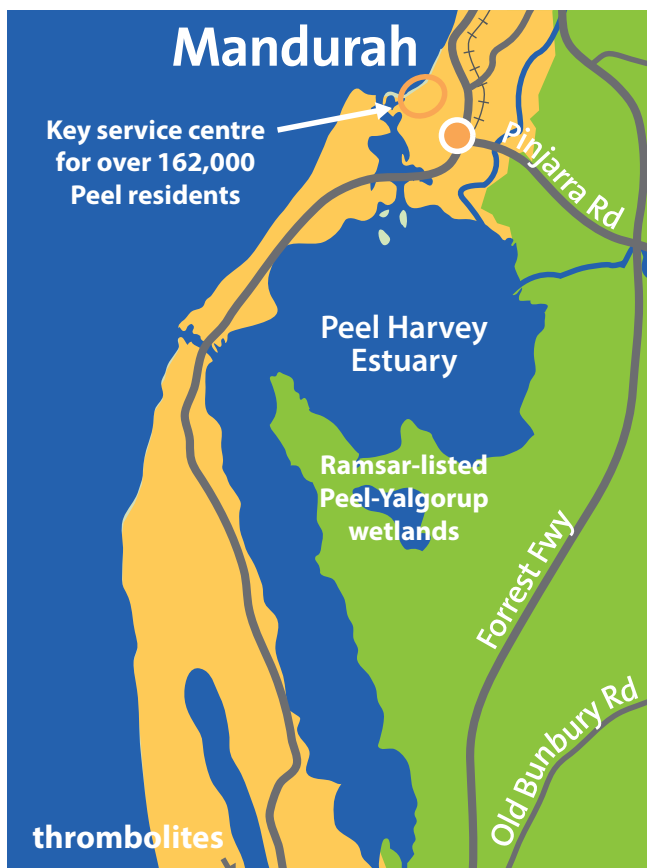 Mandurah
Key service centre
for over 162,000
Peel residents
Pinjarra Rd
Peel Harvey
Estuary
Ramsar-listed
Peel-Yalgorup
wetlands
Forrest Fwy
Old Bunbury Rd
thrombolites